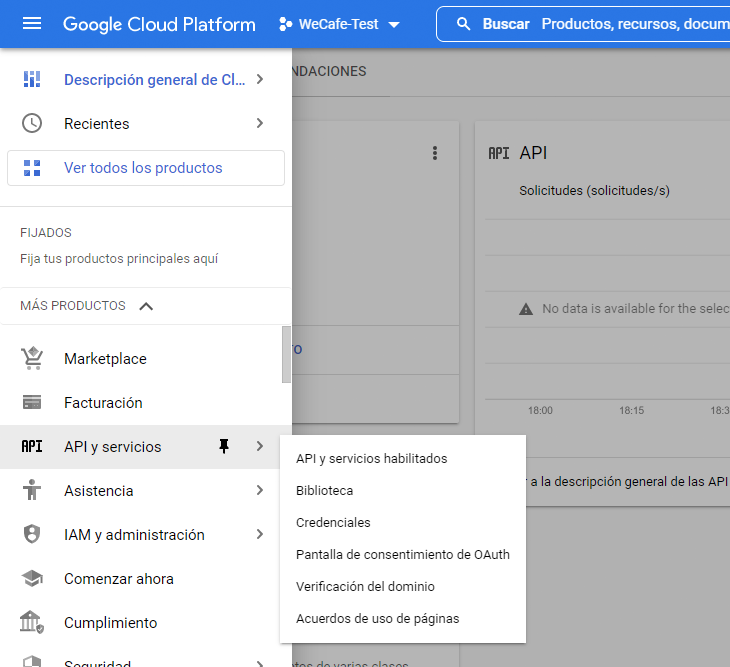 Google Cloud Platform
WeCafe-Test
Buscar Productos, recursos, docum
Descripción general de Cl...
Recientes
Ver todos los productos
FIJADOS
Fija tus productos principales aquí
MÁS PRODUCTOS
Marketplace
Facturación
API API y servicios
Asistencia
IAM y administración
Comenzar ahora
Cumplimiento
Seguridad
API y servicios habilitados
Biblioteca
Credenciales
Pantalla de consentimiento de OAuth
Verificación del dominio
Acuerdos de uso de páginas
NDACIONES
ro
API API
Solicitudes (solicitudes/s)
No data is available for the selec
18:00 18:15 18:3
r a la descripción general de las API
tos de varias clases